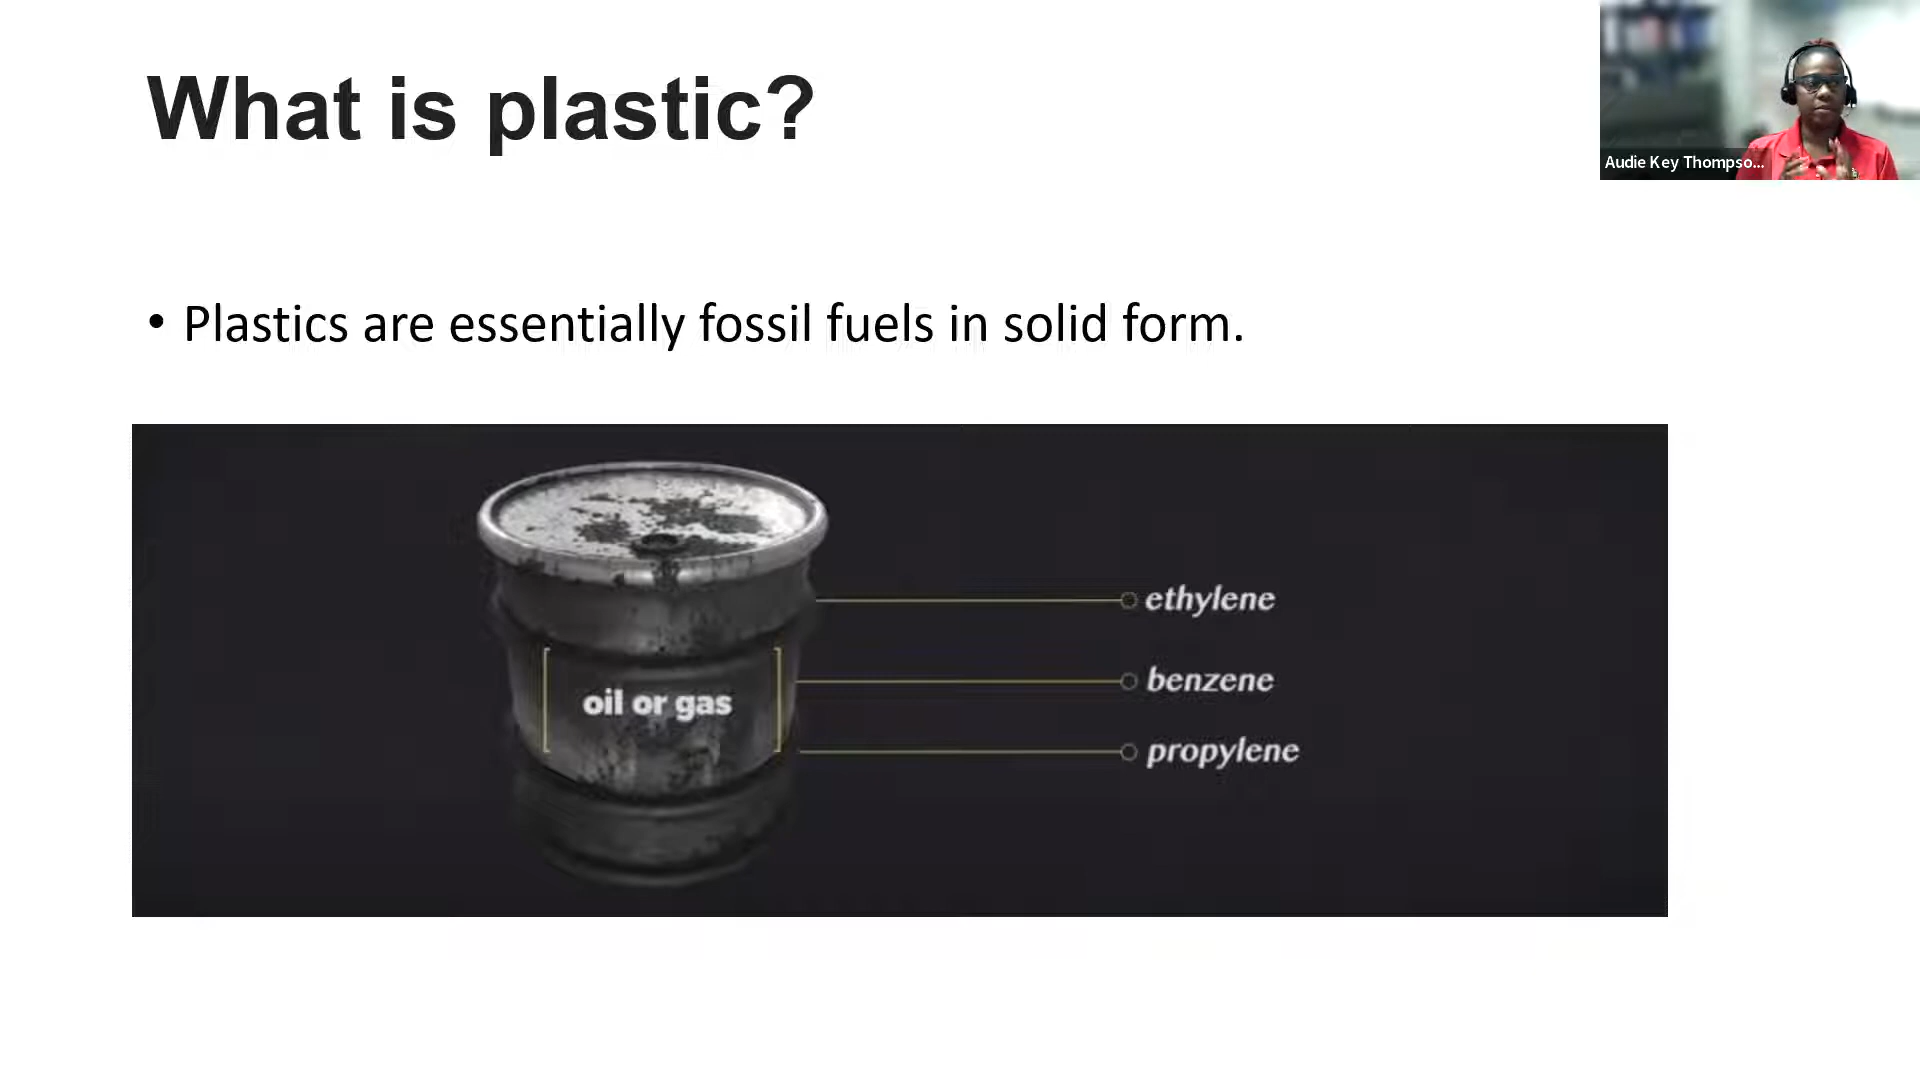 What is plastic?
Audie Key Thompso...
• Plastics are essentially fossil fuels in solid form.
ethylene
benzene
oil or gas
propylene